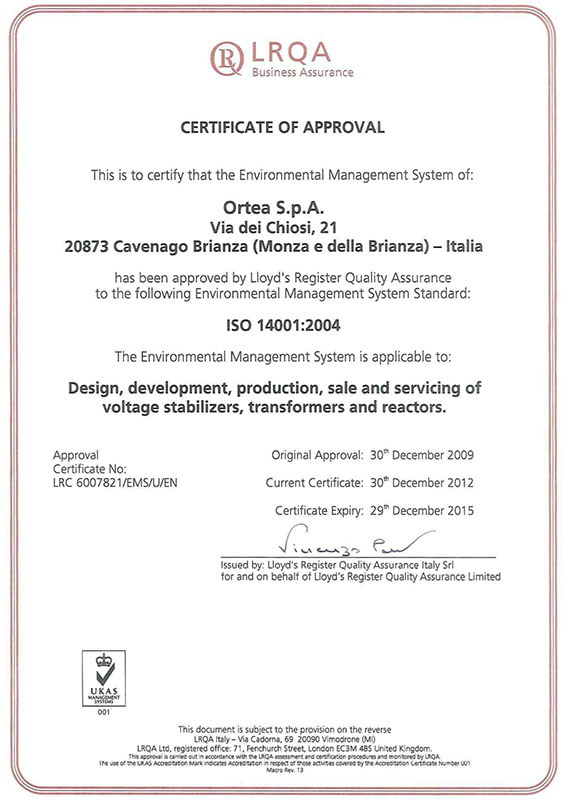 LRQA
Business Assurance
CERTIFICATE OF APPROVAL
This is to certify that the Environmental Management System of:
Ortea S.p.A.
Via dei Chiosi, 21
20873 Cavenago Brianza (Monza e della Brianza) – Italia
has been approved by Lloyd's Register Quality Assurance
to the following Environmental Management System Standard:
ISO 14001:2004
The Environmental Management System is applicable to:
Design, development, production, sale and servicing of
voltage stabilizers, transformers and reactors.
Approval
Certificate No:
LRC 6007821/EMS/U/EN
Original Approval: 30th December 2009
Current Certificate: 30th December 2012
Certificate Expiry: 29th December 2015
Issued by: Lloyd's Register Quality Assurance Italy Srl
for and on behalf of Lloyd's Register Quality Assurance Limited
UKAS
MANAGEMENT
SYSTEMS
001
This document is subject to the provision on the reverse
LRQA Italy – Via Cadorna, 69 20090 Vimodrone (MI)
LRQA Ltd, registered office: 71, Fenchurch Street, London EC3M 4BS United Kingdom.
This approval is carried out in accordance with the LRQA assessment and certification procedures and monitored by LRQA.
The use of the UKAS Accreditation Mark indicates Accreditation in respect of those activities covered by the Accreditation Certificate Number 001
Macro Rev. 13